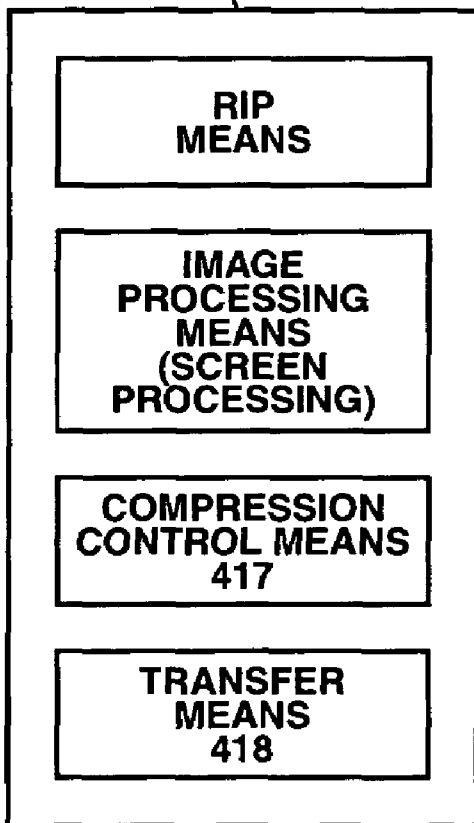 RIP
MEANS
IMAGE
PROCESSING
MEANS
(SCREEN
PROCESSING)
COMPRESSION
CONTROL MEANS
417
TRANSFER
MEANS
418